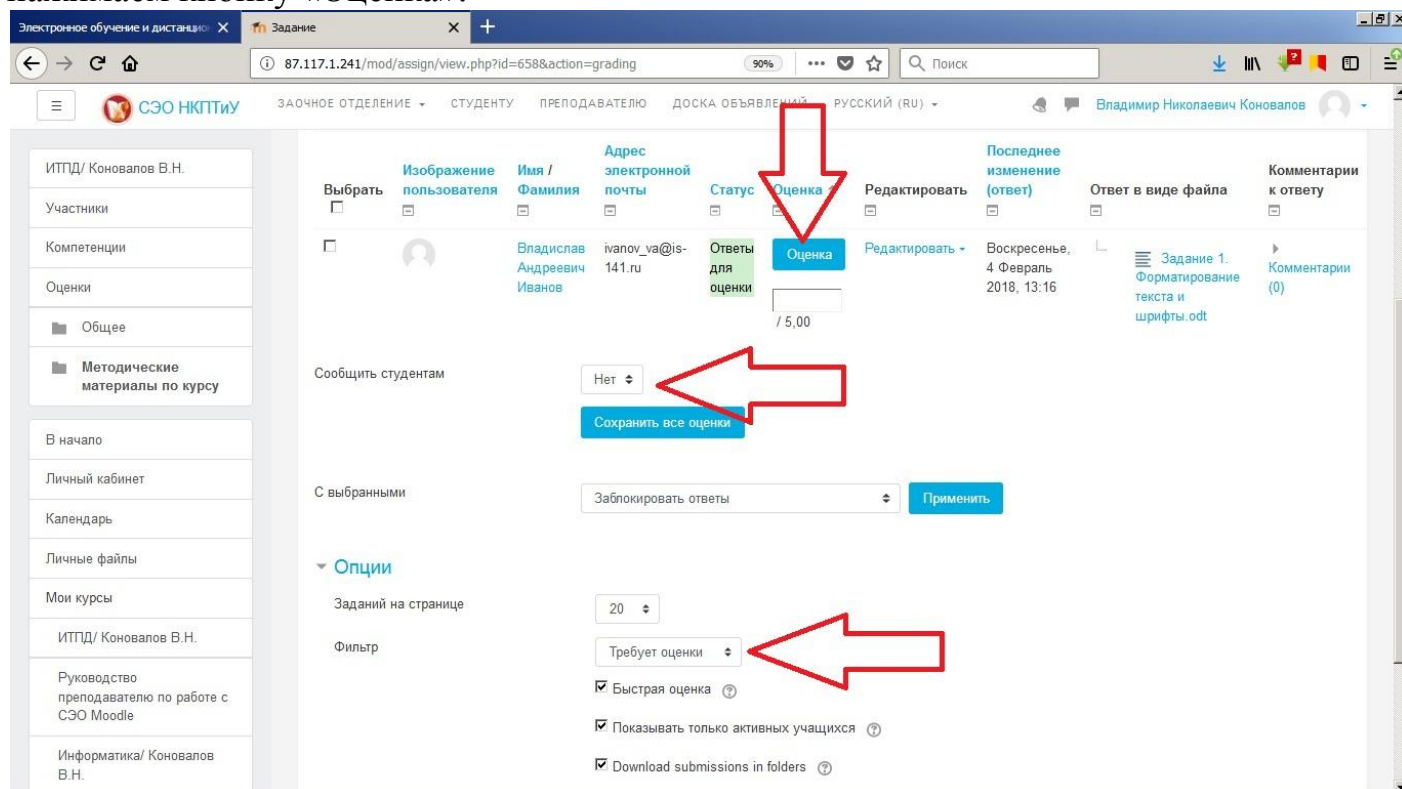 нажимаем кнопку «Оценка».
Электронное обучение и дистанцио
Задание
87.117.1.241/mod/assign/view.php?id=658&action=grading
90%
Поиск
СЭО НКПТиУ
ЗАОЧНОЕ ОТДЕЛЕНИЕ
СТУДЕНТУ
ПРЕПОДАВАТЕЛЮ
ДОСКА ОБЪЯВЛЕНИЙ
РУССКИЙ (RU)
Владимир Николаевич Коновалов
ИТПД/ Коновалов В.Н.
Участники
Компетенции
Оценки
Общее
Методические
материалы по курсу
В начало
Личный кабинет
Календарь
Личные файлы
Мои курсы
ИТПД/ Коновалов В.Н.
Руководство
преподавателю по работе с
СЭО Moodle
Информатика/ Коновалов
В.Н.
Выбрать
Изображение
пользователя
Имя /
Фамилия
Адрес
электронной
почты
Статус
Оценка
Редактировать
Последнее
изменение
(ответ)
Ответ в виде файла
Комментарии
к ответу
Владислав
Андреевич
Иванов
ivanov_va@is-
141.ru
Ответы
для
оценки
Оценка
/ 5,00
Редактировать
Воскресенье,
4 Февраль
2018, 13:16
Задание 1.
Форматирование
текста и
шрифты.odt
Комментарии
(0)
Сообщить студентам
Нет
Сохранить все оценки
С выбранными
Заблокировать ответы
Применить
Опции
Заданий на странице
20
Фильтр
Требует оценки
Быстрая оценка
Показывать только активных учащихся
Download submissions in folders